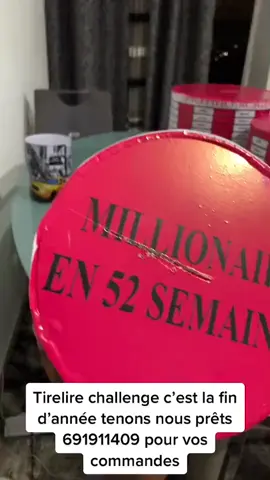 MILLIONAI
EN 52 SEMAIN
Tirelire challenge c’est la fin
d’année tenons nous prêts
691911409 pour vos
commandes